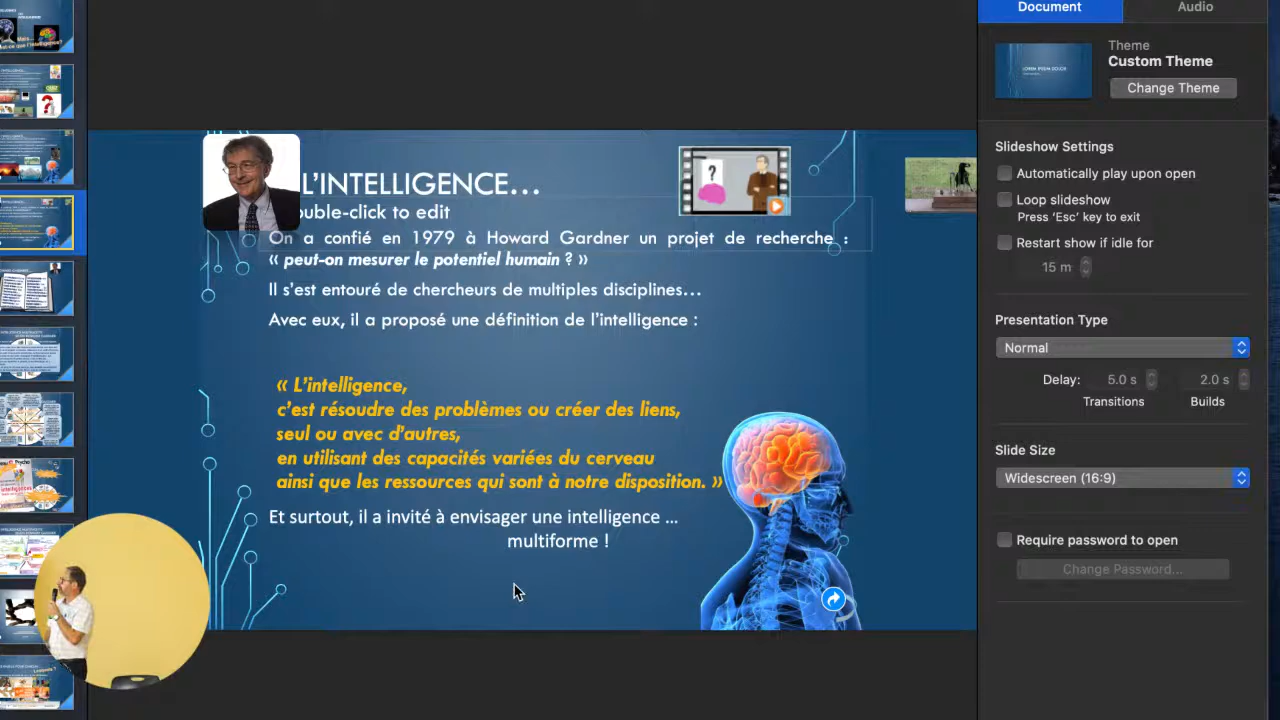 Document
Audio
Theme
Custom Theme
Change Theme
L'INTELLIGENCE…
ouble-click to edit
On a confié en 1979 à Howard Gardner un projet de recherche :
« peut-on mesurer le potentiel humain ? »
Il s'est entouré de chercheurs de multiples disciplines…
Avec eux, il a proposé une définition de l'intelligence :
« L'intelligence,
c'est résoudre des problèmes ou créer des liens,
seul ou avec d'autres,
en utilisant des capacités variées du cerveau
ainsi que les ressources qui sont à notre disposition. »
Et surtout, il a invité à envisager une intelligence …
multiforme !
?
Slideshow Settings
Automatically play upon open
Loop slideshow
Press 'Esc' key to exit
Restart show if idle for
15 m
Presentation Type
Normal
Delay:
5.0 s
2.0 s
Transitions
Builds
Slide Size
Widescreen (16:9)
Require password to open
Change Password...